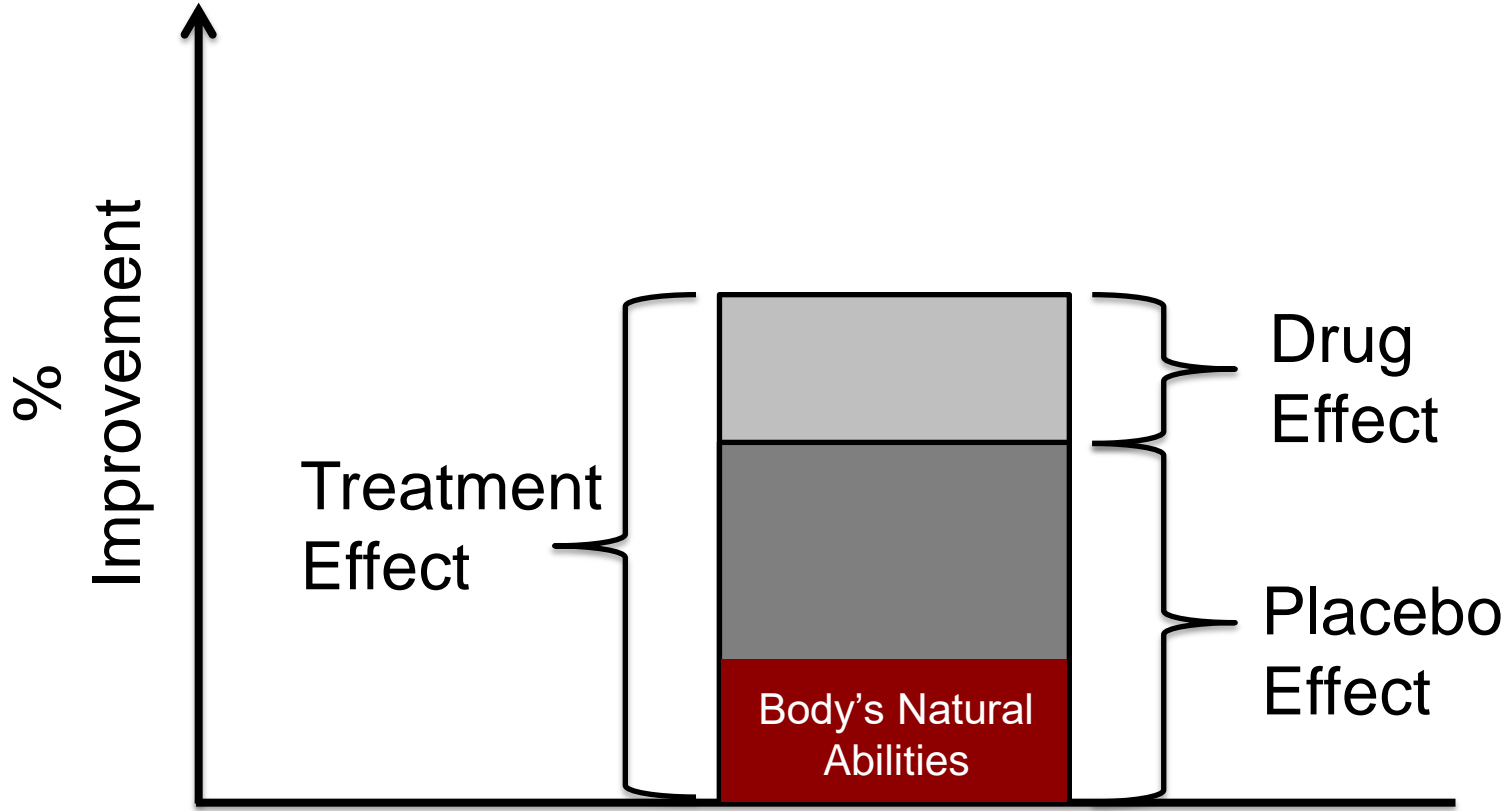 %
Improvement
Treatment
Effect
Drug
Effect
Placebo
Effect
Body's Natural
Abilities